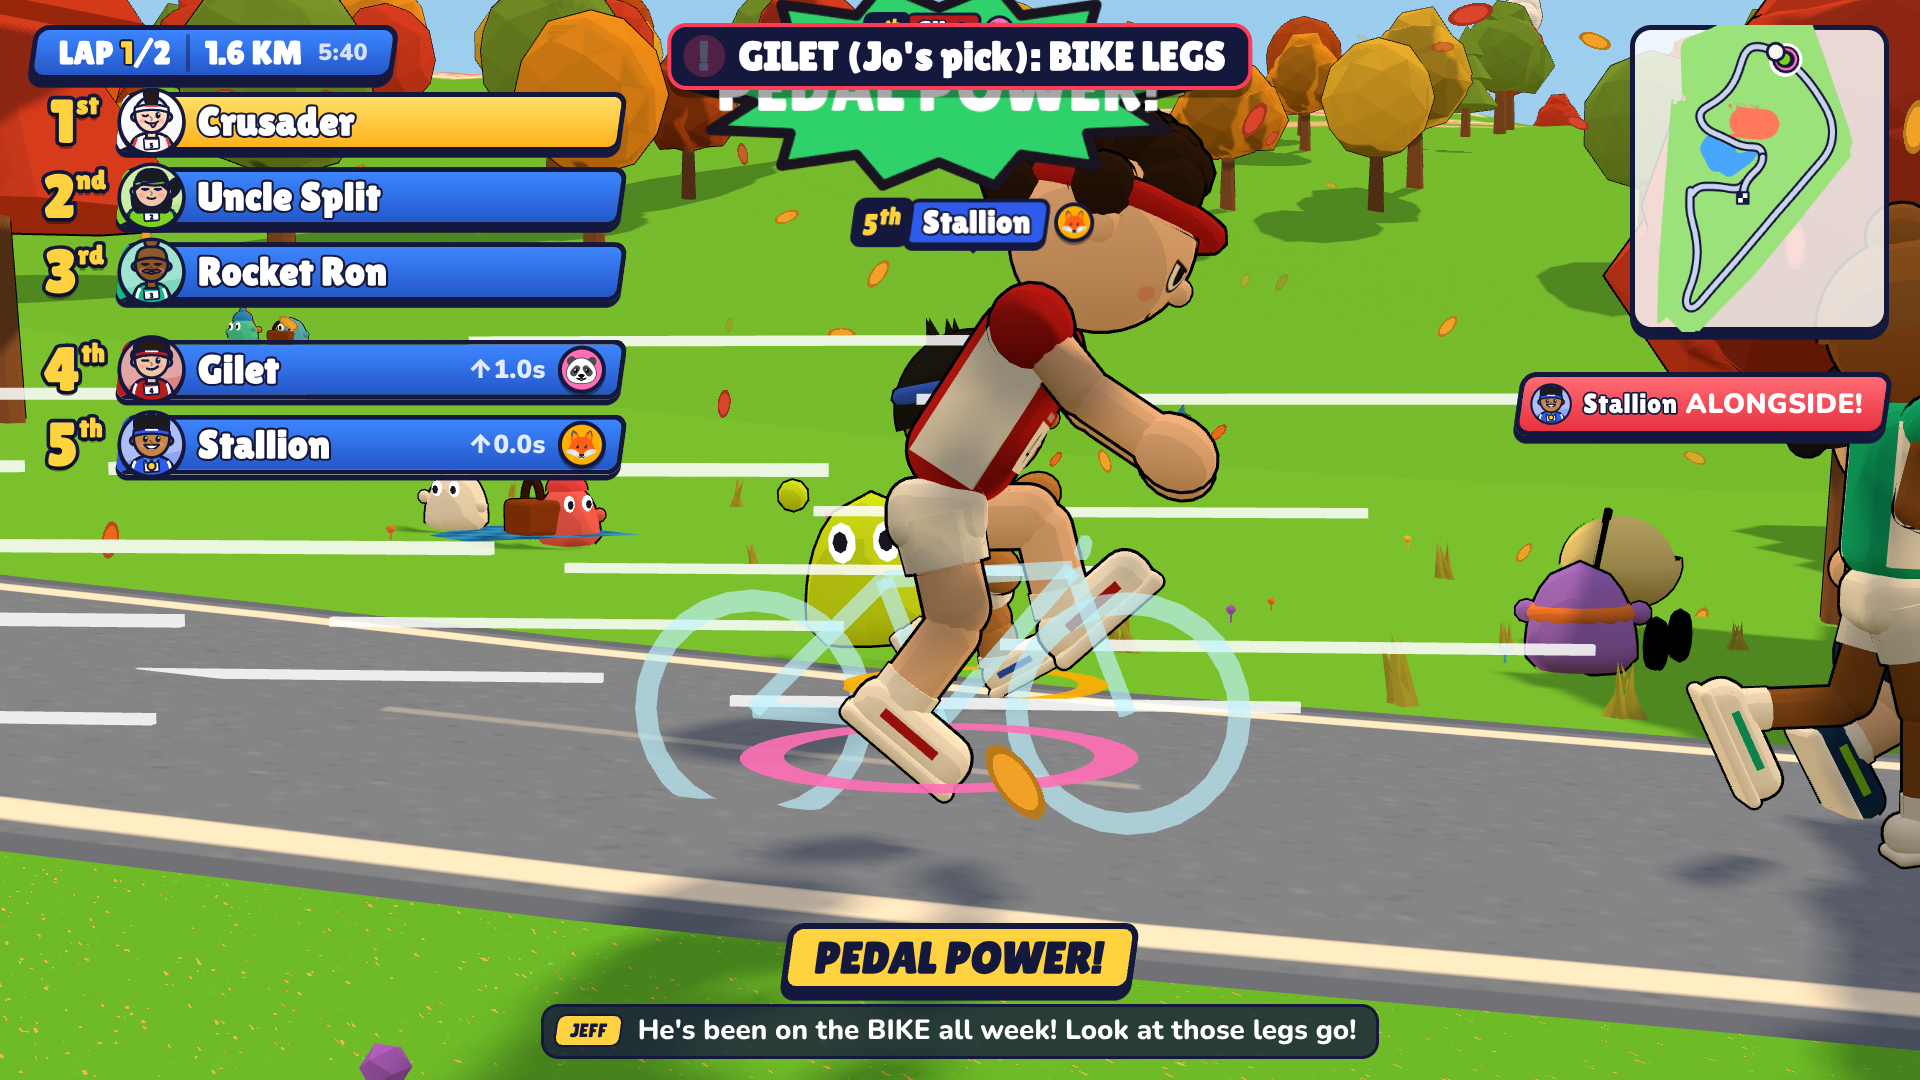 LAP 1/2 1.6 KM 5:40
GILET (Jo's pick): BIKE LEGS
PEDAL POWER!
1st Crusader
2nd Uncle Split
3rd Rocket Ron
4th Gilet ↑1.0s
5th Stallion ↑0.0s
5th Stallion
Stallion ALONGSIDE!
PEDAL POWER!
JEFF He's been on the BIKE all week! Look at those legs go!